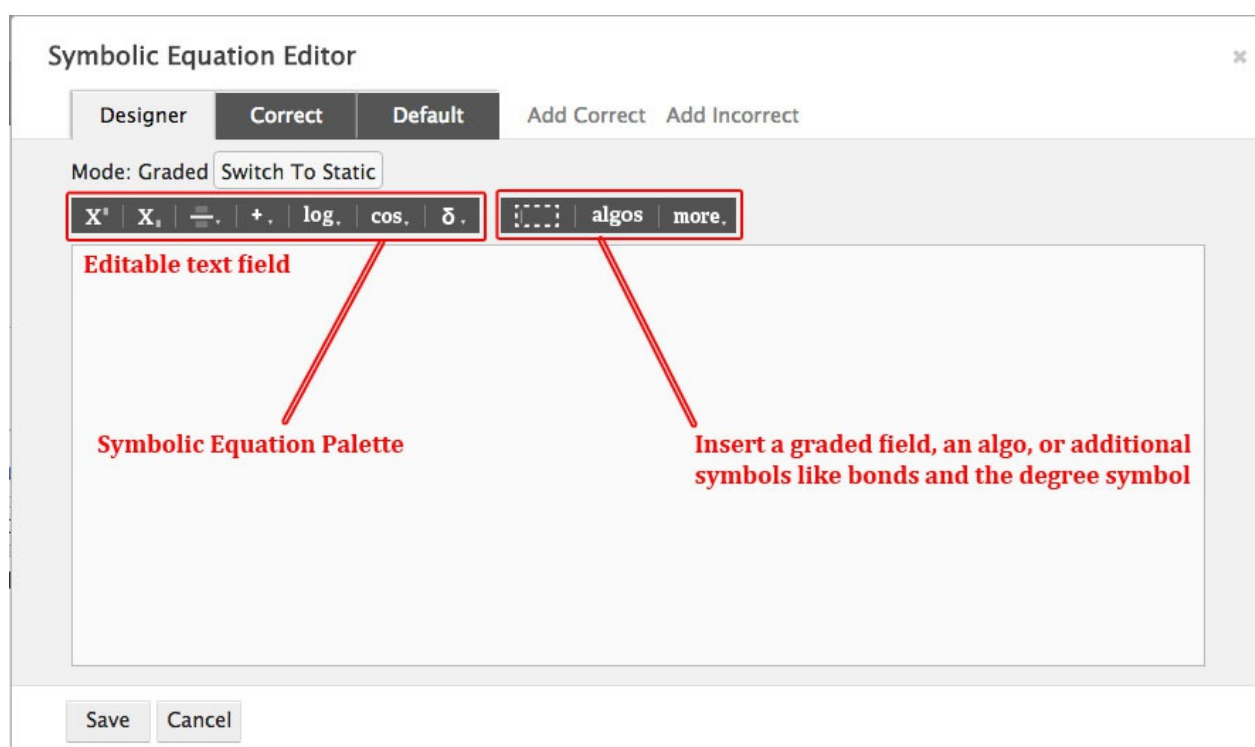 Symbolic Equation Editor ×
Designer Correct Default Add Correct Add Incorrect
Mode: Graded Switch To Static
X X + log cos δ algos more
Editable text field
Symbolic Equation Palette
Insert a graded field, an algo, or additional
symbols like bonds and the degree symbol
Save Cancel